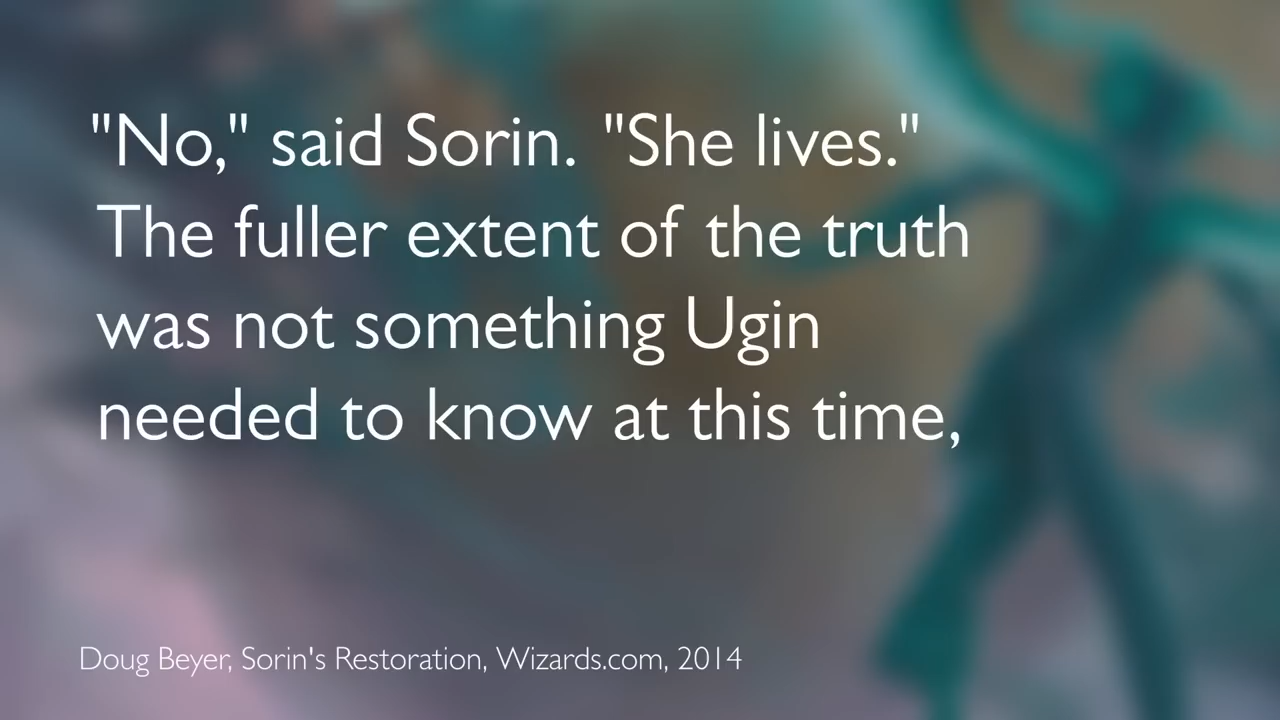 "No," said Sorin. "She lives."
The fuller extent of the truth
was not something Ugin
needed to know at this time,
Doug Beyer, Sorin's Restoration, Wizards.com, 2014